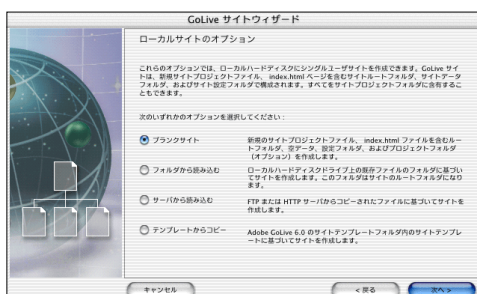 GoLive サイトウィザード
ローカルサイトのオプション
これらのオプションでは、ローカルハードディスクにシングルユーザサイトを作成できます。GoLive サイ
トは、新規サイトプロジェクトファイル、 index.html ページを含むサイトルートフォルダ、サイトデータ
フォルダ、およびサイト設定フォルダで構成されます。すべてをサイトプロジェクトフォルダに含有するこ
ともできます。
次のいずれかのオプションを選択してください：
ブランクサイト
新規のサイトプロジェクトファイル、 index.html ファイルを含むルー
トフォルダ、空データ、設定フォルダ、およびプロジェクトフォルダ
（オプション）を作成します。
フォルダから読み込む
ローカルハードディスクドライブ上の既存ファイルのフォルダに基づい
てサイトを作成します。このフォルダはサイトのルートフォルダになり
ます。
サーバから読み込む
FTP または HTTP サーバからコピーされたファイルに基づいてサイトを
作成します。
テンプレートからコピー
Adobe GoLive 6.0 のサイトテンプレートフォルダ内のサイトテンプレ
ートに基づいてサイトを作成します。
キャンセル
< 戻る
次へ >